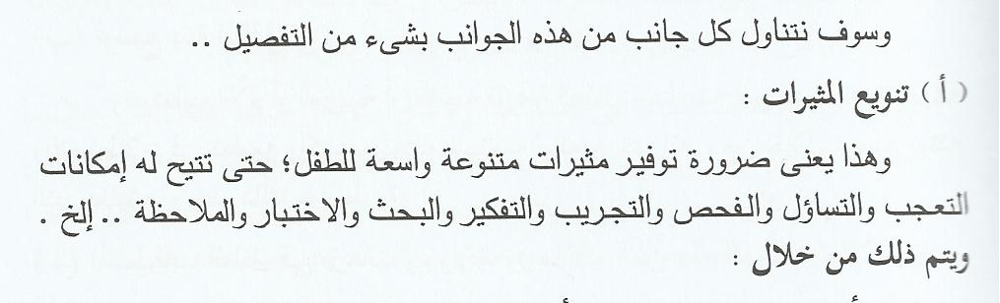 وسوف نتناول كل جانب من هذه الجوانب بشىء من التفصيل ..
( أ ) تنويع المثيرات :
وهذا يعنى ضرورة توفير مثيرات متنوعة واسعة للطفل؛ حتى تتيح له إمكانات
التعجب والتساؤل والفحص والتجريب والتفكير والبحث والاختبار والملاحظة .. إلخ .
ويتم ذلك من خلال :